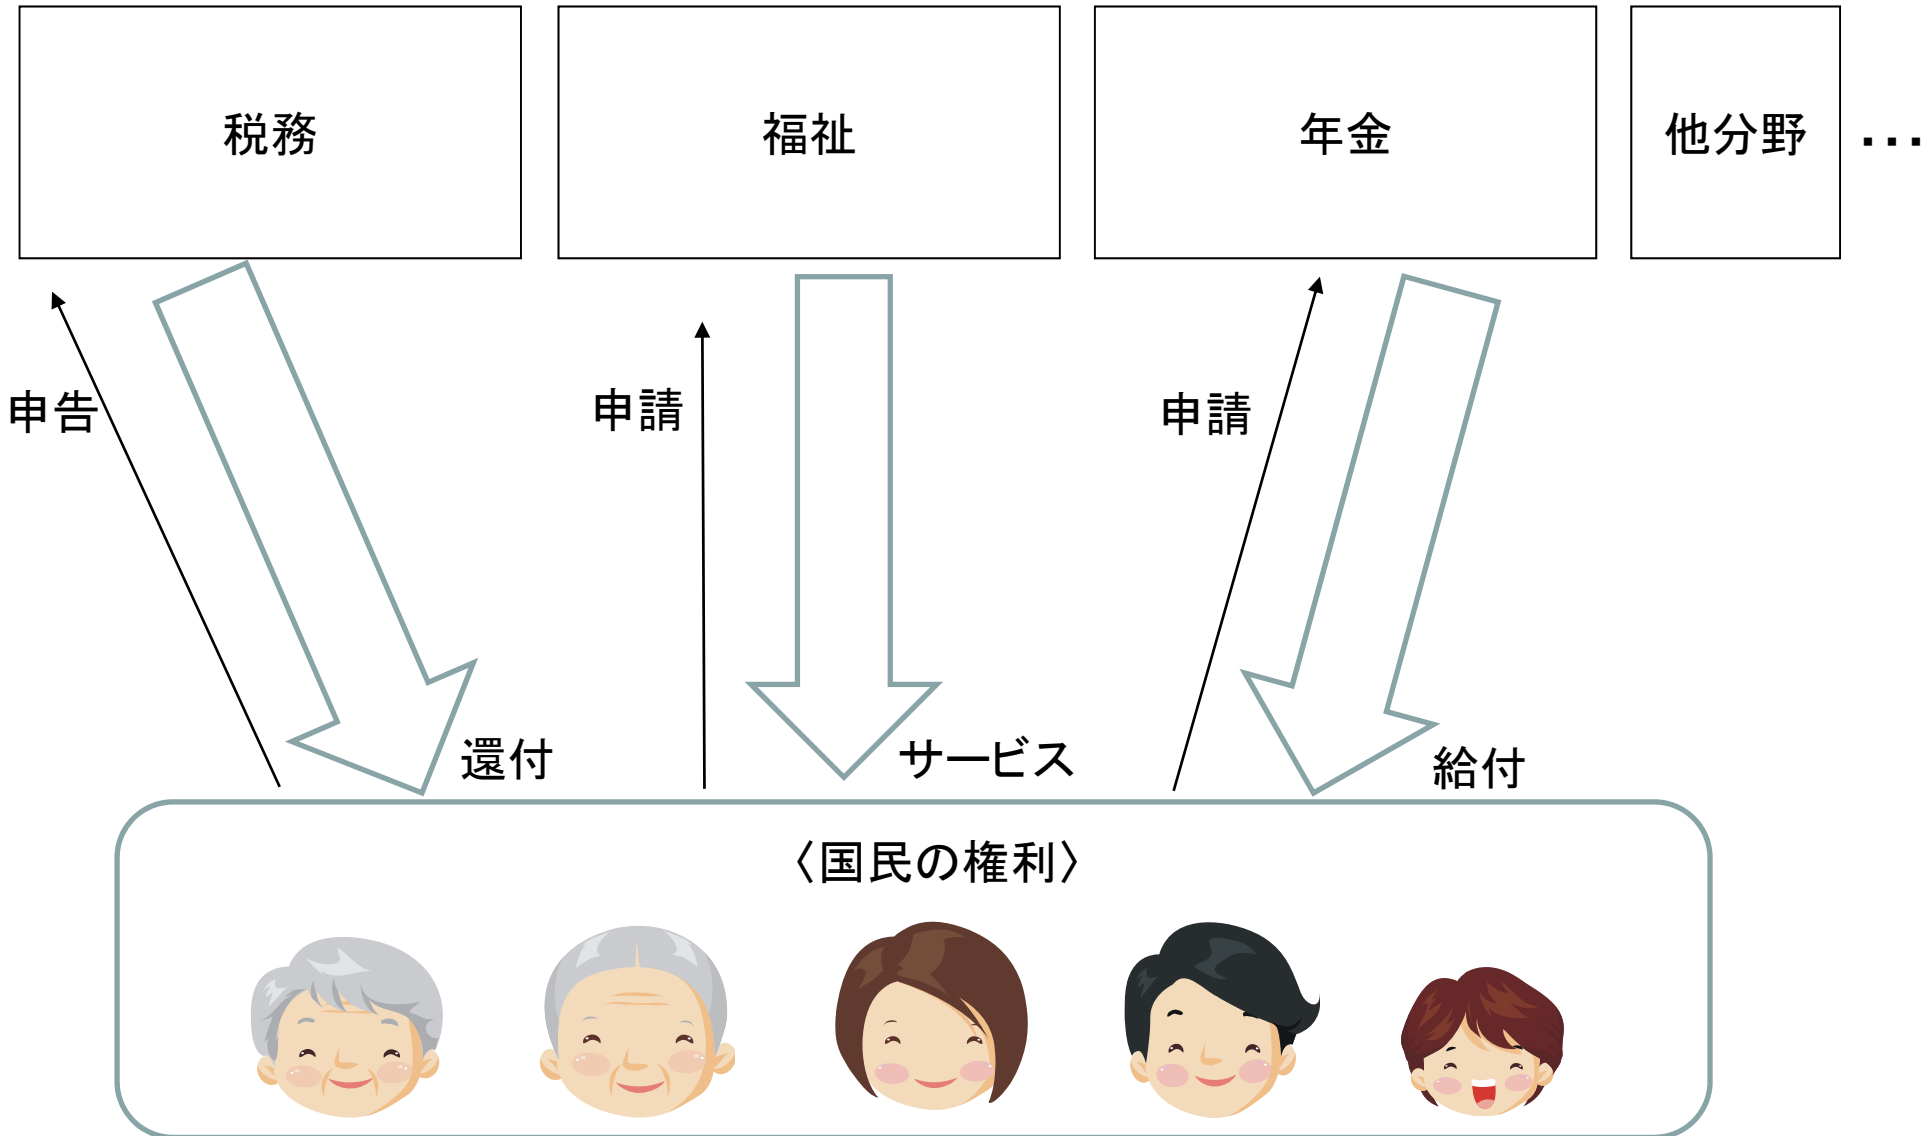 税務
福祉
年金
他分野
・・・
申告
申請
申請
還付
サービス
給付
〈国民の権利〉